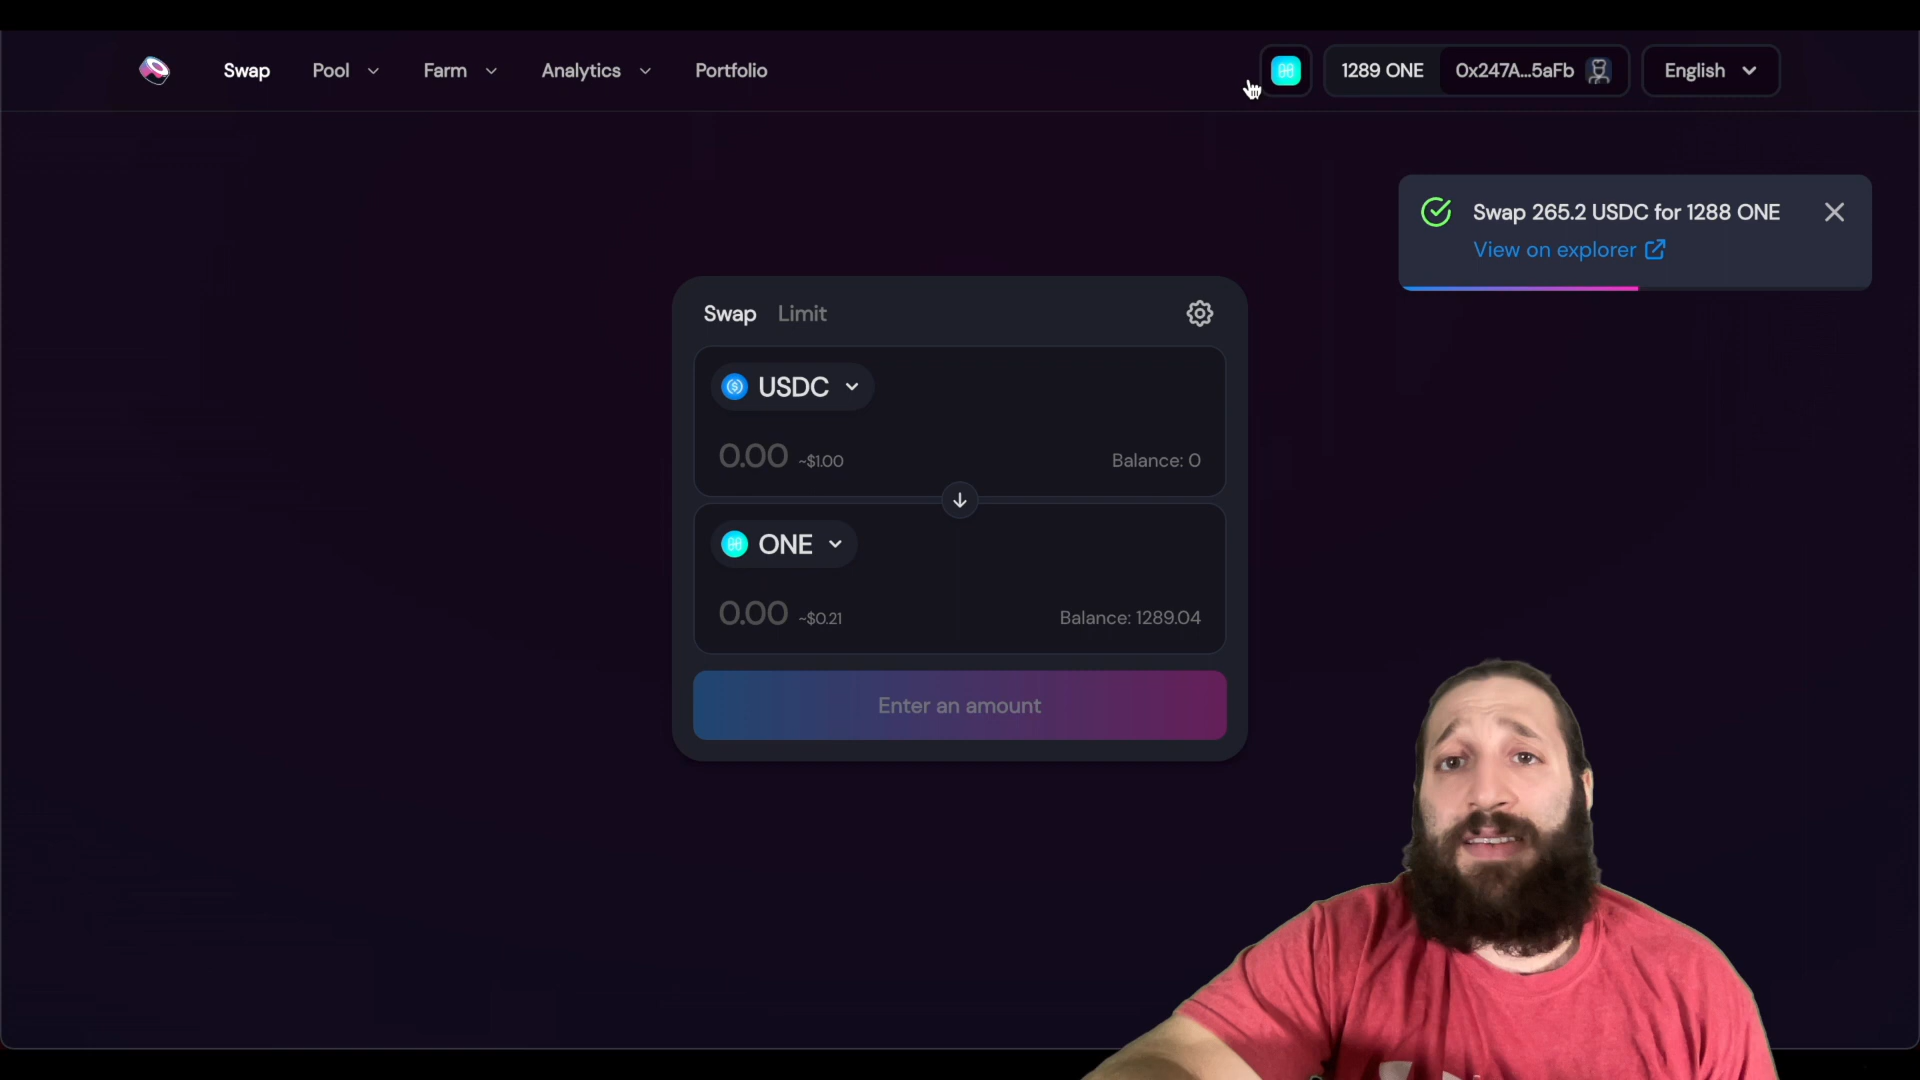 Swap
Pool
Farm
Analytics
Portfolio
1289 ONE
0x247A...5aFb
English
Swap 265.2 USDC for 1288 ONE
View on explorer
Swap
Limit
USDC
0.00 ~$1.00
Balance: 0
ONE
0.00 ~$0.21
Balance: 1289.04
Enter an amount